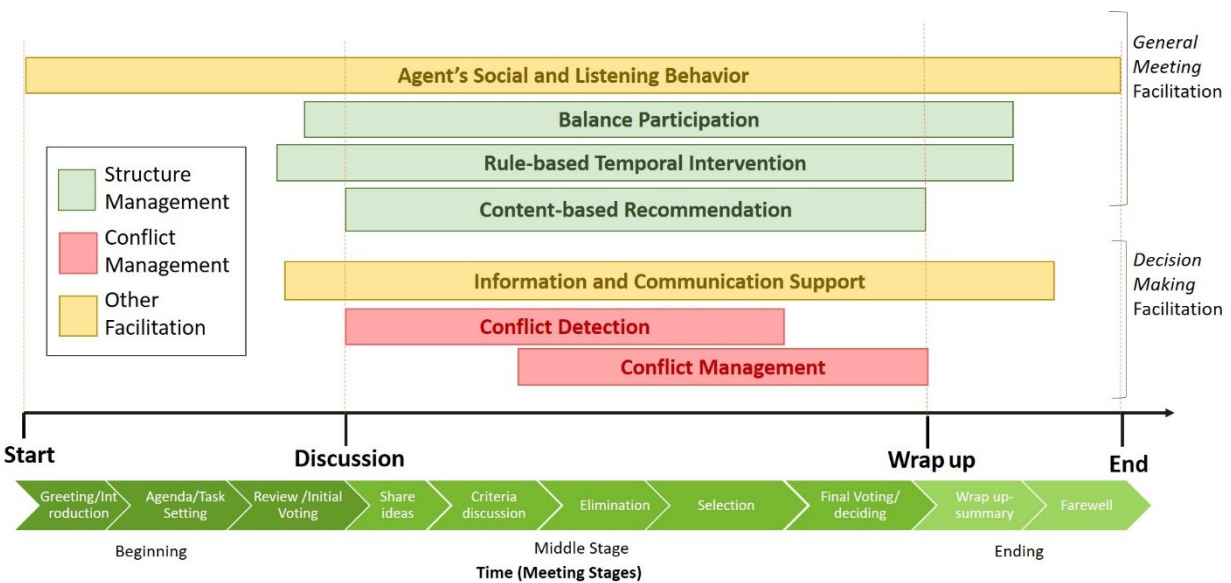 General
Meeting
Facilitation
Agent's Social and Listening Behavior
Balance Participation
Rule-based Temporal Intervention
Content-based Recommendation
Structure
Management
Conflict
Management
Other
Facilitation
Decision
Making
Facilitation
Information and Communication Support
Conflict Detection
Conflict Management
Start
Discussion
Wrap up
End
Greeting/Int
roduction
Agenda/Task
Setting
Review /Initial
Voting
Share
ideas
Criteria
discussion
Elimination
Selection
Final Voting/
deciding
Wrap up-
summary
Farewell
Beginning
Middle Stage
Ending
Time (Meeting Stages)